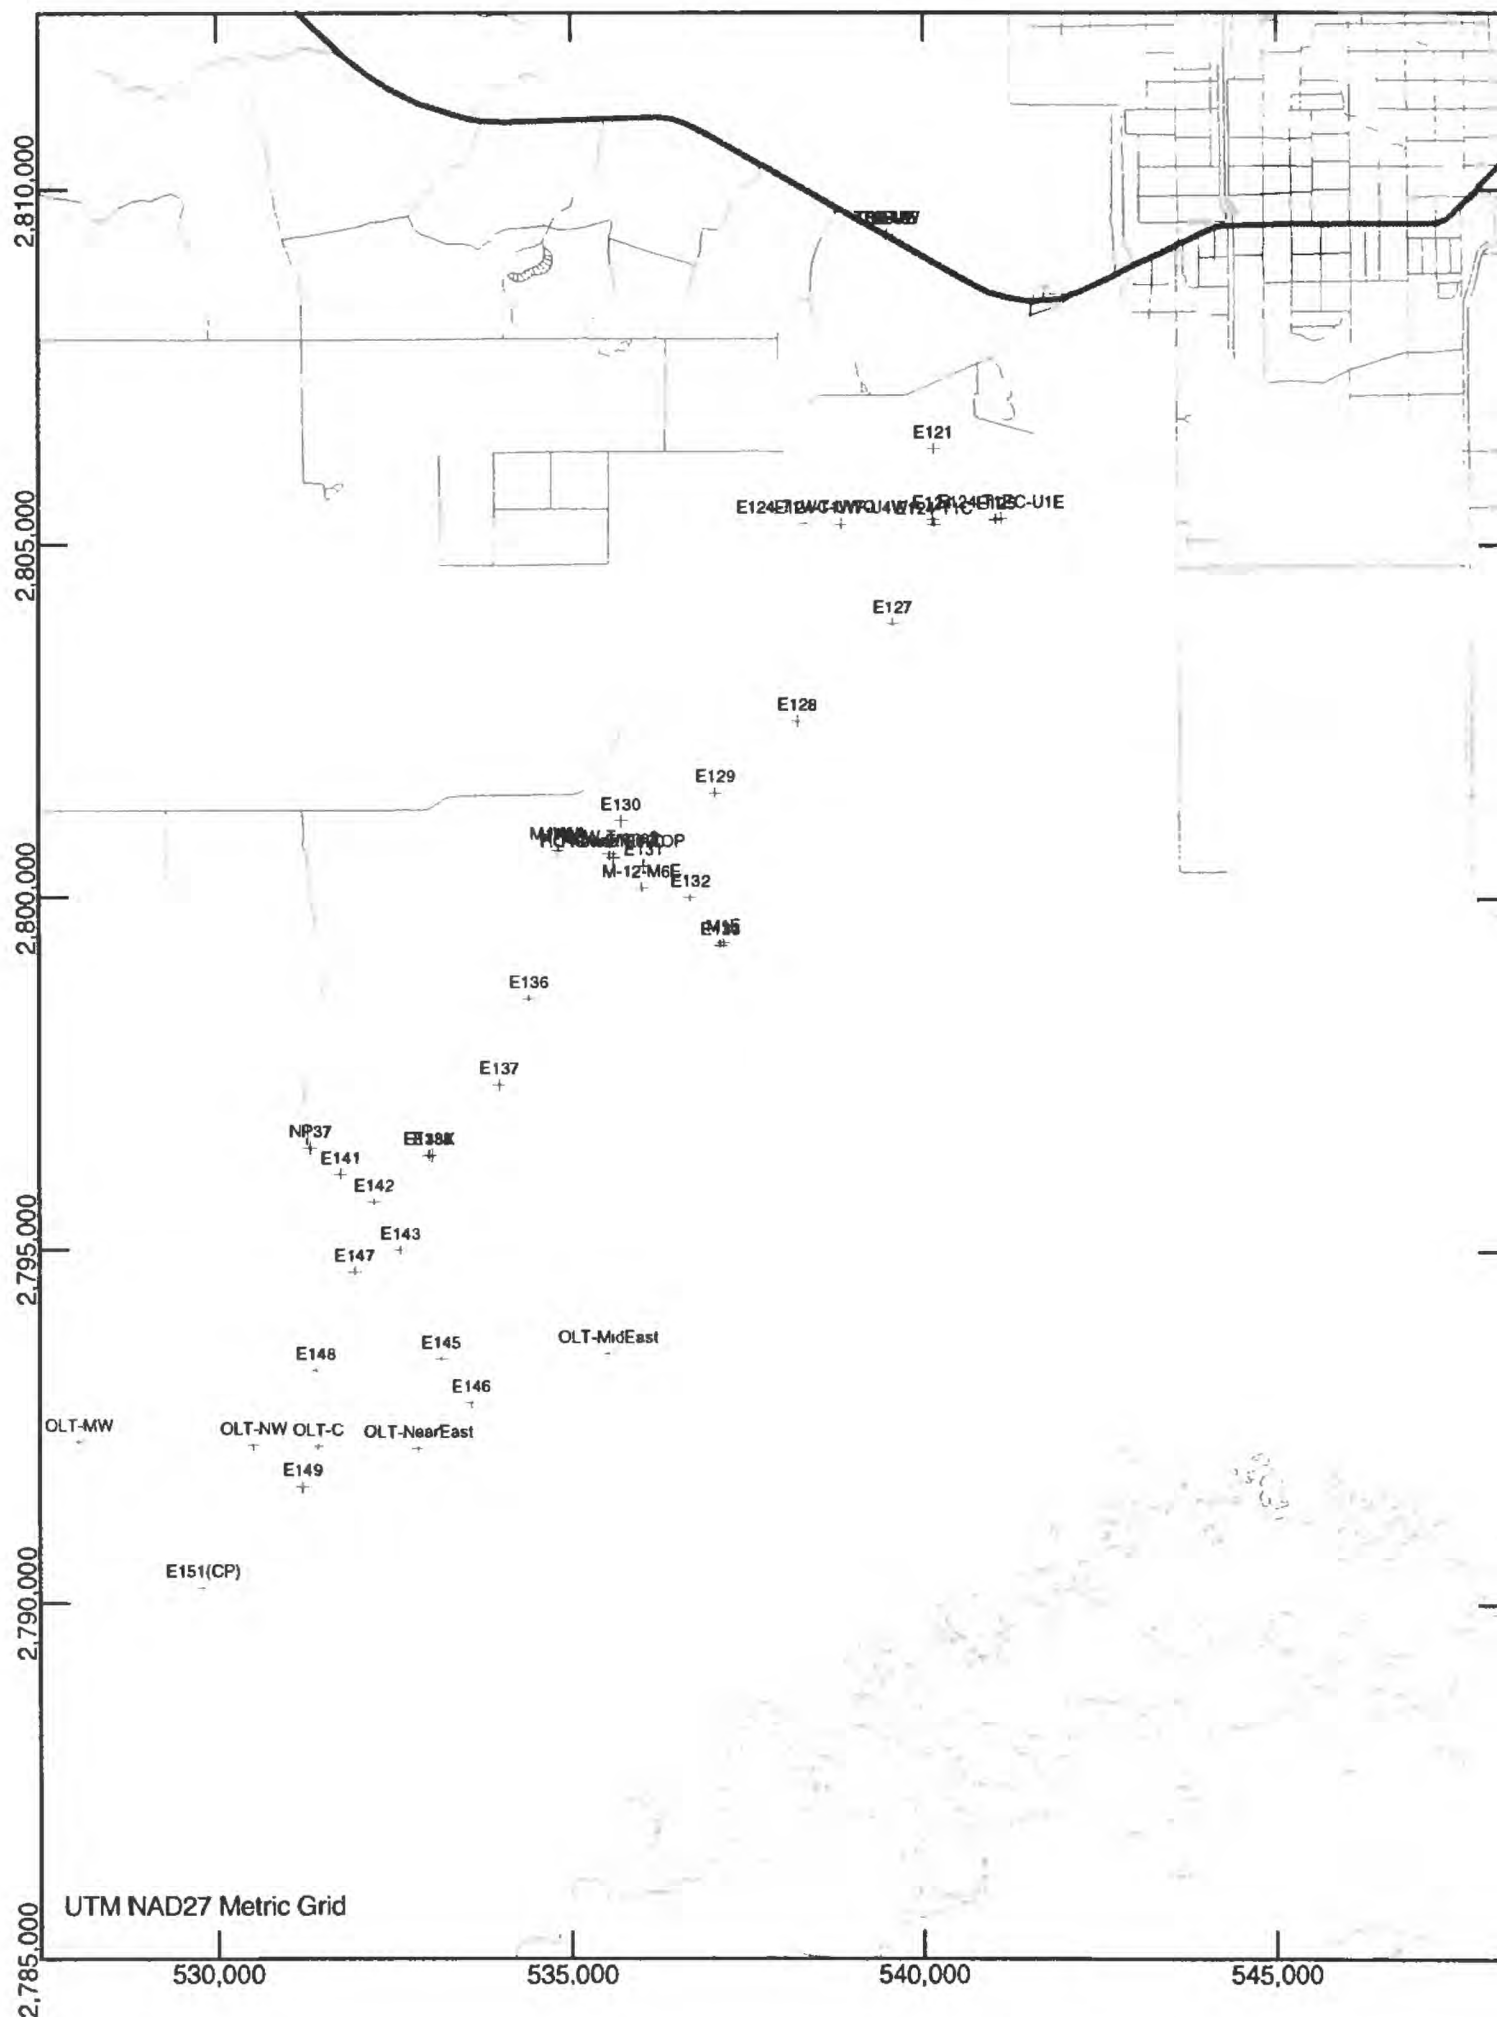 2,810,000
E121
2,805,000
E127
E128
E129
E130
E131
M-12-M6E
E132
2,800,000
E136
E137
NP37
E141
E142
E143
2,795,000
E147
OLT-MidEast
E145
E148
E146
OLT-MW
OLT-NW OLT-C OLT-NearEast
E149
E151(CP)
2,790,000
UTM NAD27 Metric Grid
2,785,000
530,000 535,000 540,000 545,000